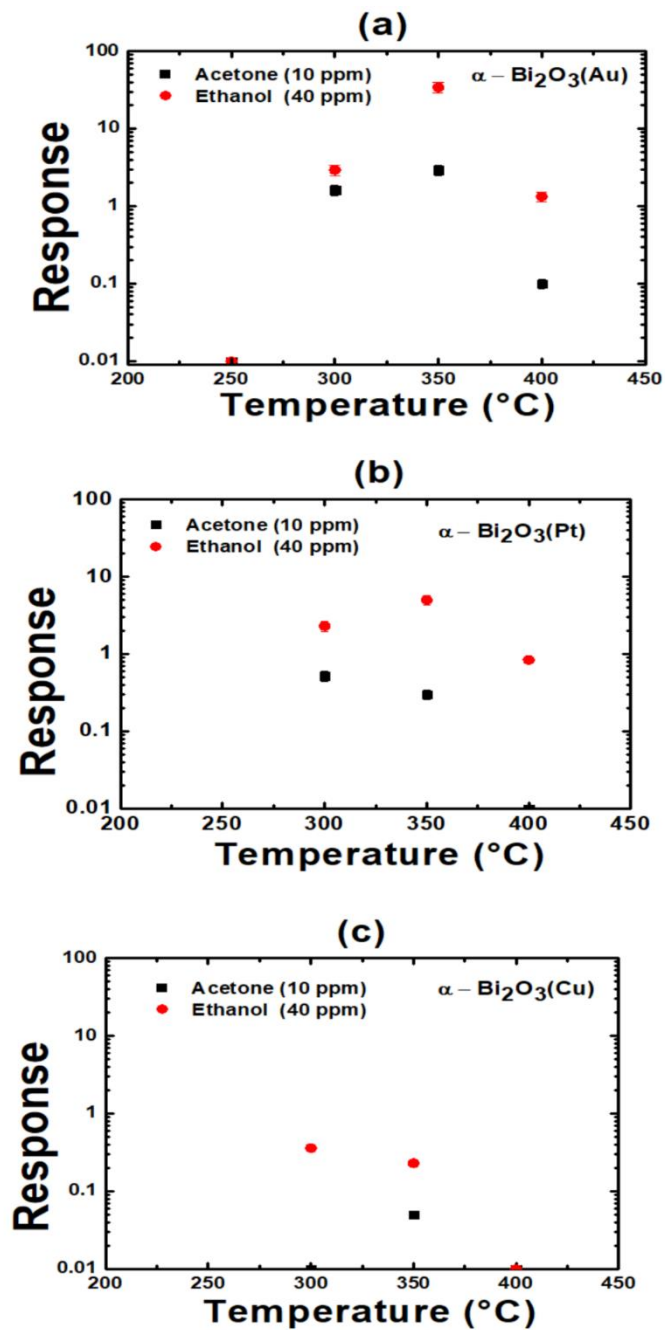 (a)
100
Acetone (10 ppm)
α – Bi2O3(Au)
Ethanol (40 ppm)
10
1
0.1
0.01
Response
200 250 300 350 400 450
Temperature (°C)
(b)
100
Acetone (10 ppm)
α – Bi2O3(Pt)
Ethanol (40 ppm)
10
1
0.1
0.01
Response
200 250 300 350 400 450
Temperature (°C)
(c)
100
Acetone (10 ppm)
α – Bi2O3(Cu)
Ethanol (40 ppm)
10
1
0.1
0.01
Response
200 250 300 350 400 450
Temperature (°C)